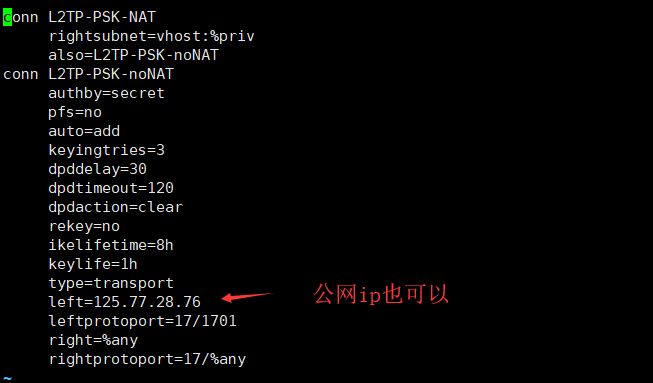 conn L2TP-PSK-NAT
rightsubnet=vhost:%priv
also=L2TP-PSK-noNAT
conn L2TP-PSK-noNAT
authby=secret
pfs=no
auto=add
keyingtries=3
dpddelay=30
dpdtimeout=120
dpdaction=clear
rekey=no
ikelifetime=8h
keylife=1h
type=transport
left=125.77.28.76 公网ip也可以
leftprotoport=17/1701
right=%any
rightprotoport=17/%any
~